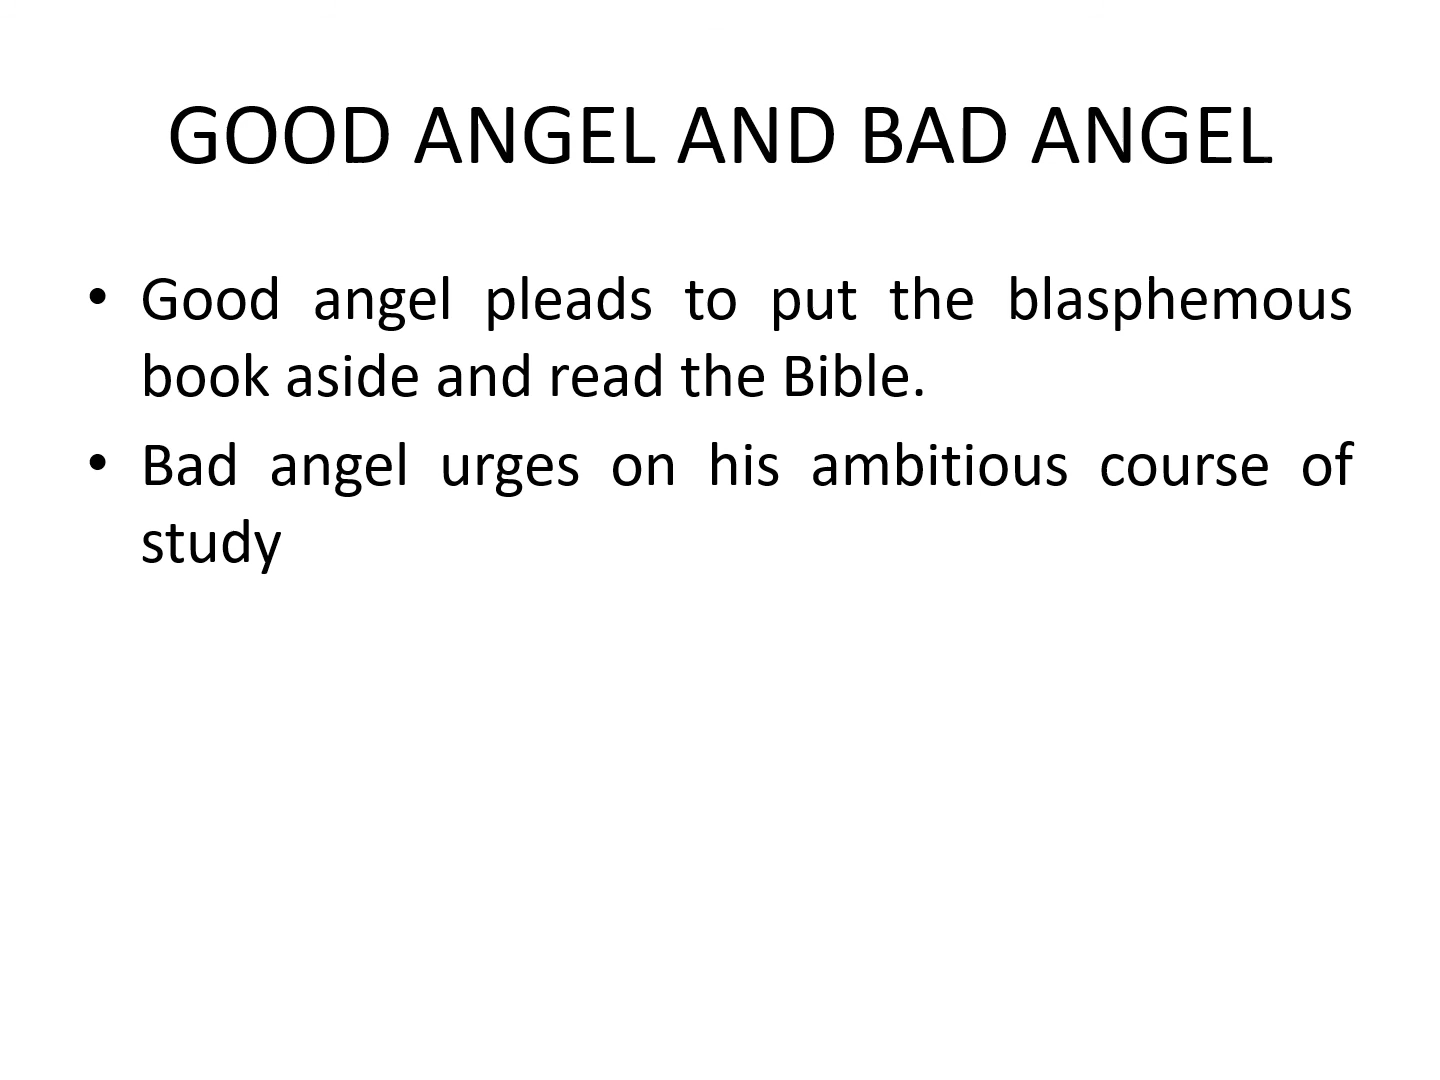 GOOD ANGEL AND BAD ANGEL
• Good angel pleads to put the blasphemous
book aside and read the Bible.
• Bad angel urges on his ambitious course of
study